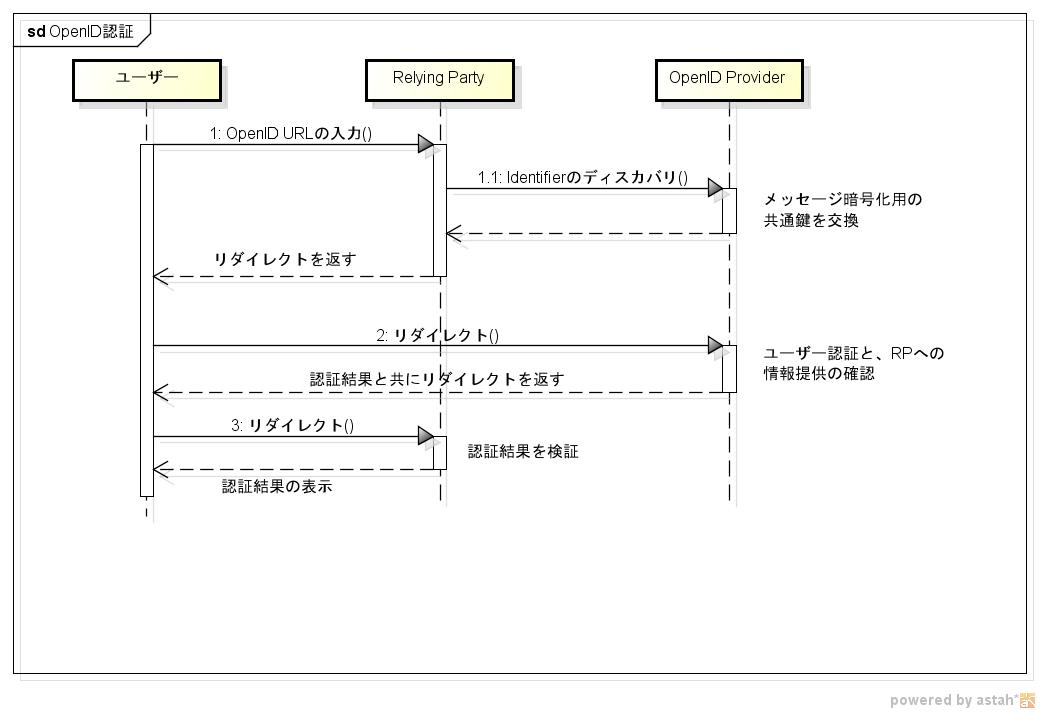 sd OpenID認証
ユーザー
Relying Party
OpenID Provider
1: OpenID URLの入力()
1.1: Identifierのディスカバリ()
メッセージ暗号化用の
共通鍵を交換
リダイレクトを返す
2: リダイレクト()
ユーザー認証と、RPへの
情報提供の確認
認証結果と共にリダイレクトを返す
3: リダイレクト()
認証結果を検証
認証結果の表示
powered by astah*